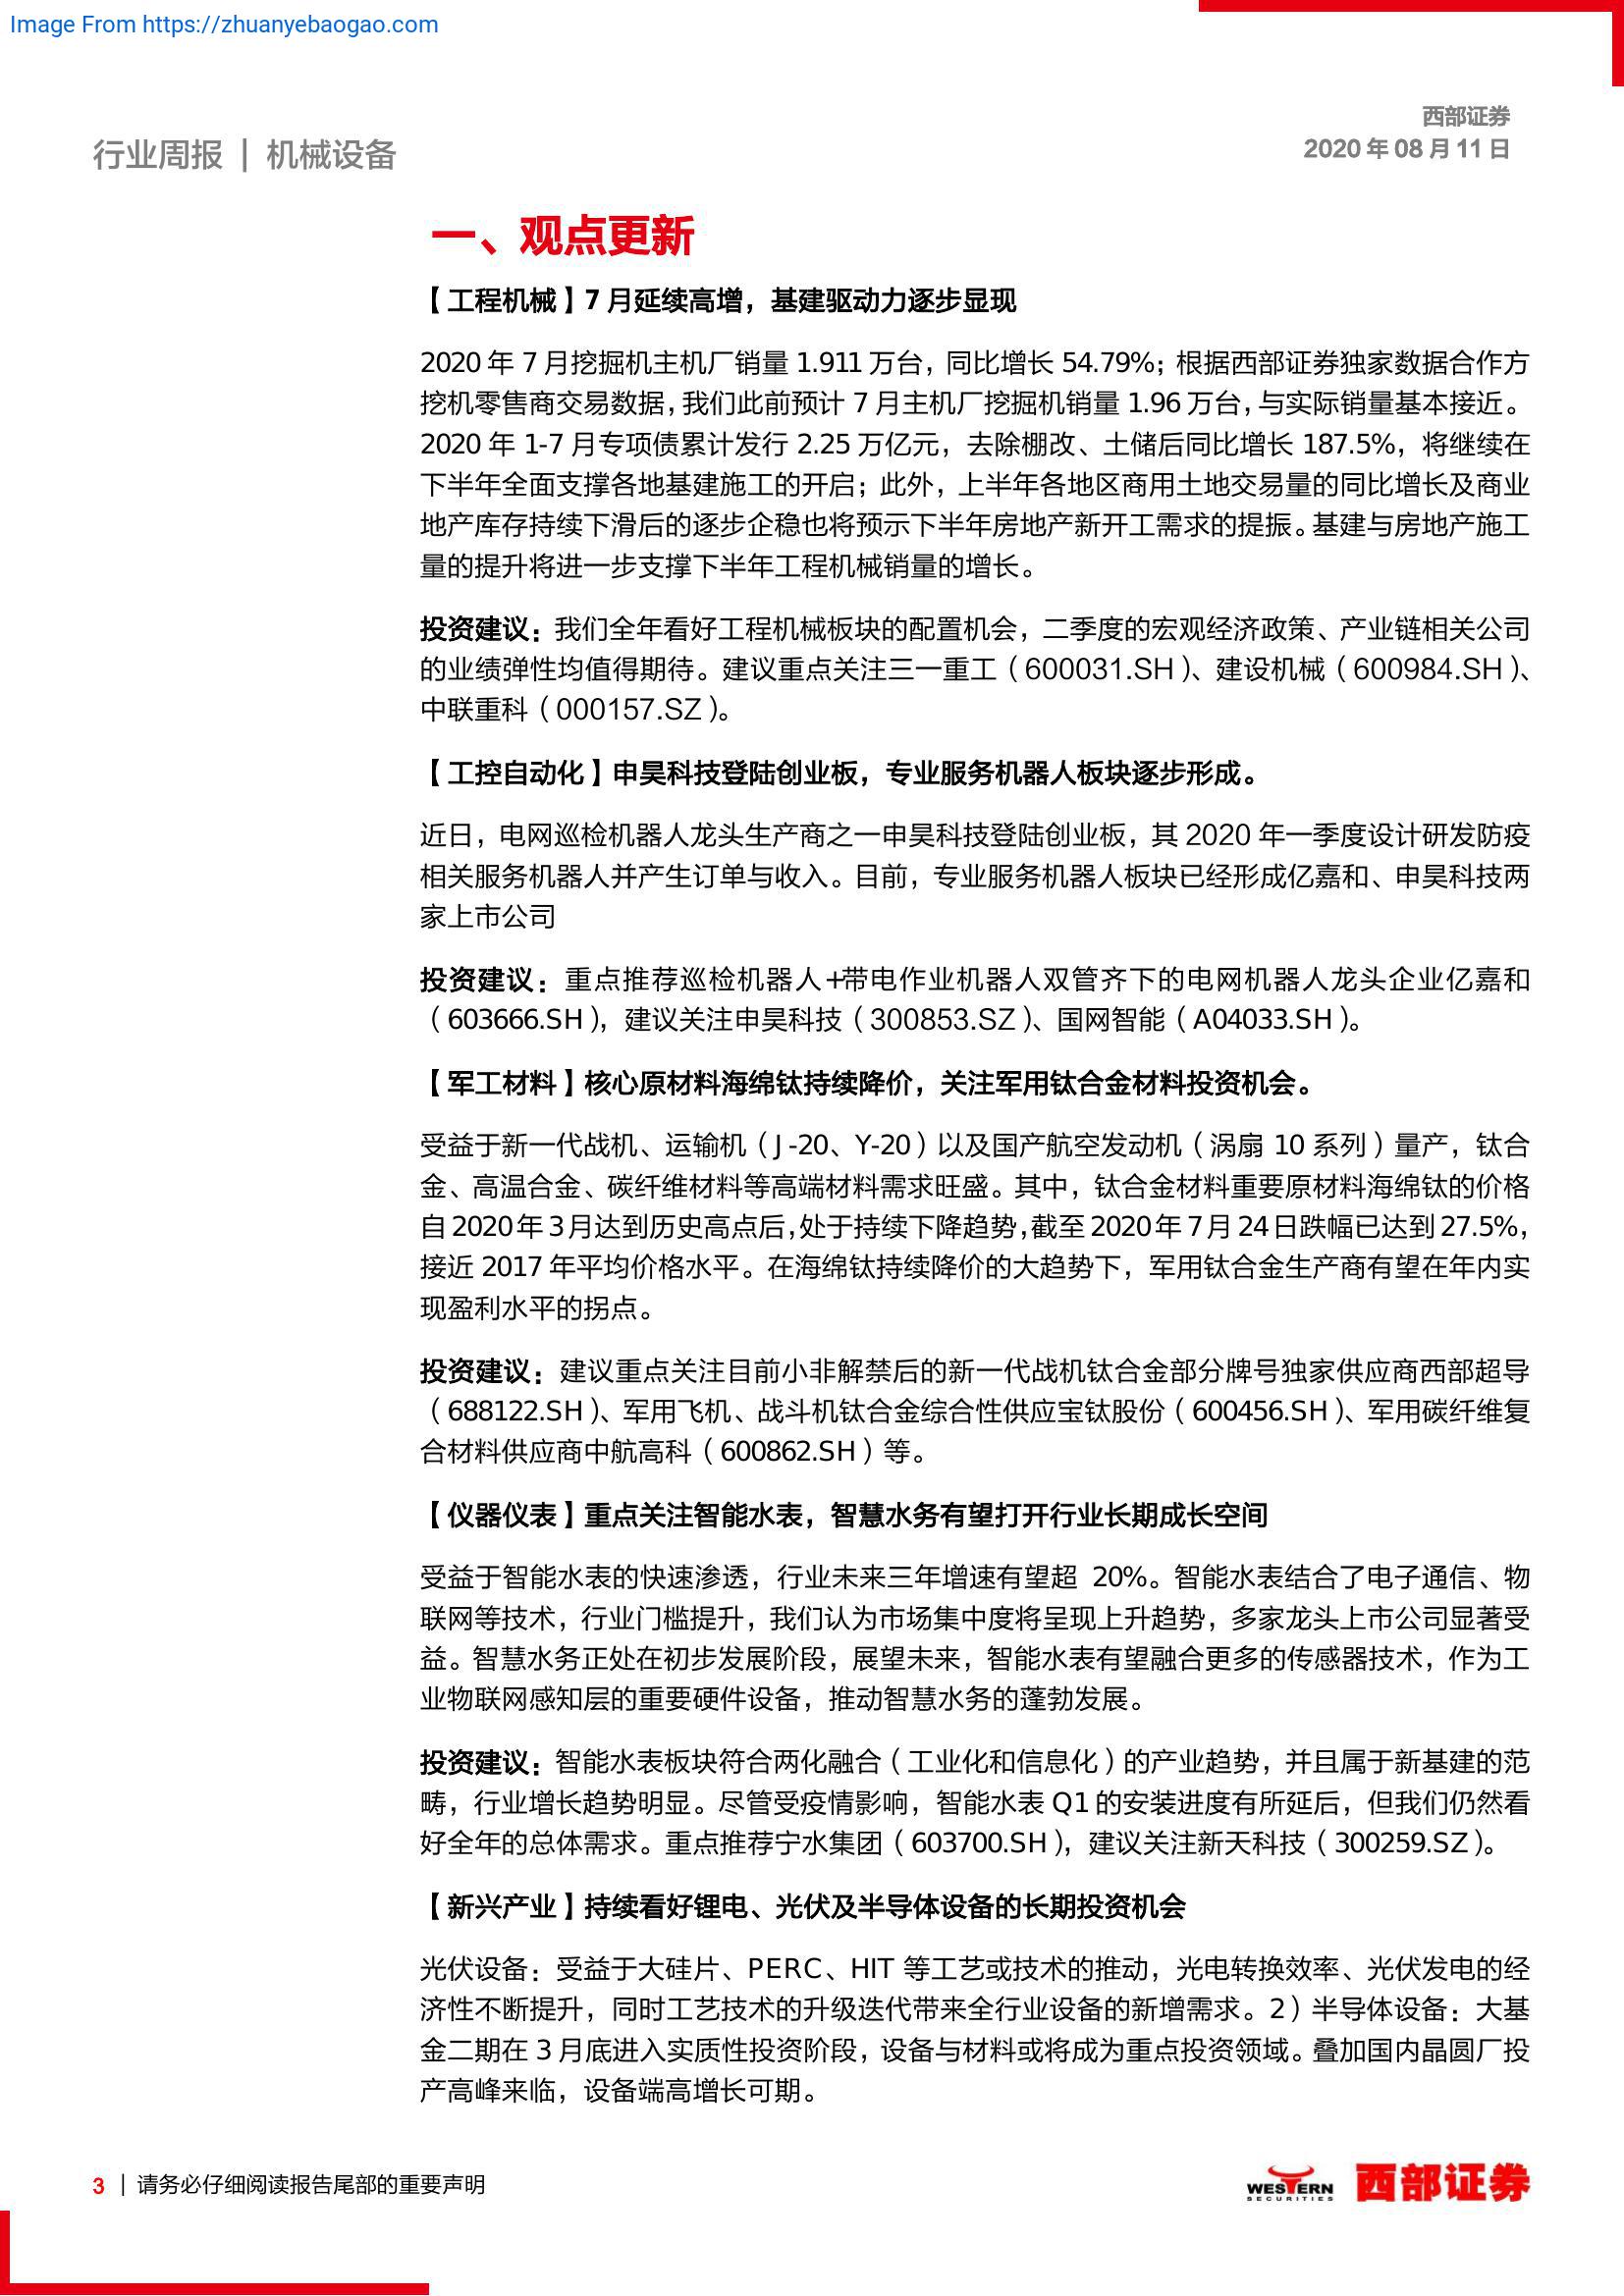 Image From https://zhuanyebaogao.com
行业周报 | 机械设备
西部证券
2020 年 08 月 11 日
一、观点更新
【工程机械】7 月延续高增，基建驱动力逐步显现
2020 年 7 月挖掘机主机厂销量 1.911 万台，同比增长 54.79%；根据西部证券独家数据合作方
挖机零售商交易数据，我们此前预计 7 月主机厂挖掘机销量 1.96 万台，与实际销量基本接近。
2020 年 1-7 月专项债累计发行 2.25 万亿元，去除棚改、土储后同比增长 187.5%，将继续在
下半年全面支撑各地基建施工的开启；此外，上半年各地区商用土地交易量的同比增长及商业
地产库存持续下滑后的逐步企稳也将预示下半年房地产新开工需求的提振。基建与房地产施工
量的提升将进一步支撑下半年工程机械销量的增长。
投资建议：我们全年看好工程机械板块的配置机会，二季度的宏观经济政策、产业链相关公司
的业绩弹性均值得期待。建议重点关注三一重工（600031.SH）、建设机械（600984.SH）、
中联重科（000157.SZ）。
【工控自动化】申昊科技登陆创业板，专业服务机器人板块逐步形成。
近日，电网巡检机器人龙头生产商之一申昊科技登陆创业板，其 2020 年一季度设计研发防疫
相关服务机器人并产生订单与收入。目前，专业服务机器人板块已经形成亿嘉和、申昊科技两
家上市公司
投资建议：重点推荐巡检机器人+带电作业机器人双管齐下的电网机器人龙头企业亿嘉和
（603666.SH），建议关注申昊科技（300853.SZ）、国网智能（A04033.SH）。
【军工材料】核心原材料海绵钛持续降价，关注军用钛合金材料投资机会。
受益于新一代战机、运输机（J-20、Y-20）以及国产航空发动机（涡扇 10 系列）量产，钛合
金、高温合金、碳纤维材料等高端材料需求旺盛。其中，钛合金材料重要原材料海绵钛的价格
自 2020 年 3 月达到历史高点后，处于持续下降趋势，截至 2020 年 7 月 24 日跌幅已达到 27.5%，
接近 2017 年平均价格水平。在海绵钛持续降价的大趋势下，军用钛合金生产商有望在年内实
现盈利水平的拐点。
投资建议：建议重点关注目前小非解禁后的新一代战机钛合金部分牌号独家供应商西部超导
（688122.SH）、军用飞机、战斗机钛合金综合性供应宝钛股份（600456.SH）、军用碳纤维复
合材料供应商中航高科（600862.SH）等。
【仪器仪表】重点关注智能水表，智慧水务有望打开行业长期成长空间
受益于智能水表的快速渗透，行业未来三年增速有望超 20%。智能水表结合了电子通信、物
联网等技术，行业门槛提升，我们认为市场集中度将呈现上升趋势，多家龙头上市公司显著受
益。智慧水务正处在初步发展阶段，展望未来，智能水表有望融合更多的传感器技术，作为工
业物联网感知层的重要硬件设备，推动智慧水务的蓬勃发展。
投资建议：智能水表板块符合两化融合（工业化和信息化）的产业趋势，并且属于新基建的范
畴，行业增长趋势明显。尽管受疫情影响，智能水表 Q1 的安装进度有所延后，但我们仍然看
好全年的总体需求。重点推荐宁水集团（603700.SH），建议关注新天科技（300259.SZ）。
【新兴产业】持续看好锂电、光伏及半导体设备的长期投资机会
光伏设备：受益于大硅片、PERC、HIT 等工艺或技术的推动，光电转换效率、光伏发电的经
济性不断提升，同时工艺技术的升级迭代带来全行业设备的新增需求。2）半导体设备：大基
金二期在 3 月底进入实质性投资阶段，设备与材料或将成为重点投资领域。叠加国内晶圆厂投
产高峰来临，设备端高增长可期。
3 | 请务必仔细阅读报告尾部的重要声明
WESTERN
SECURITIES
西部证券